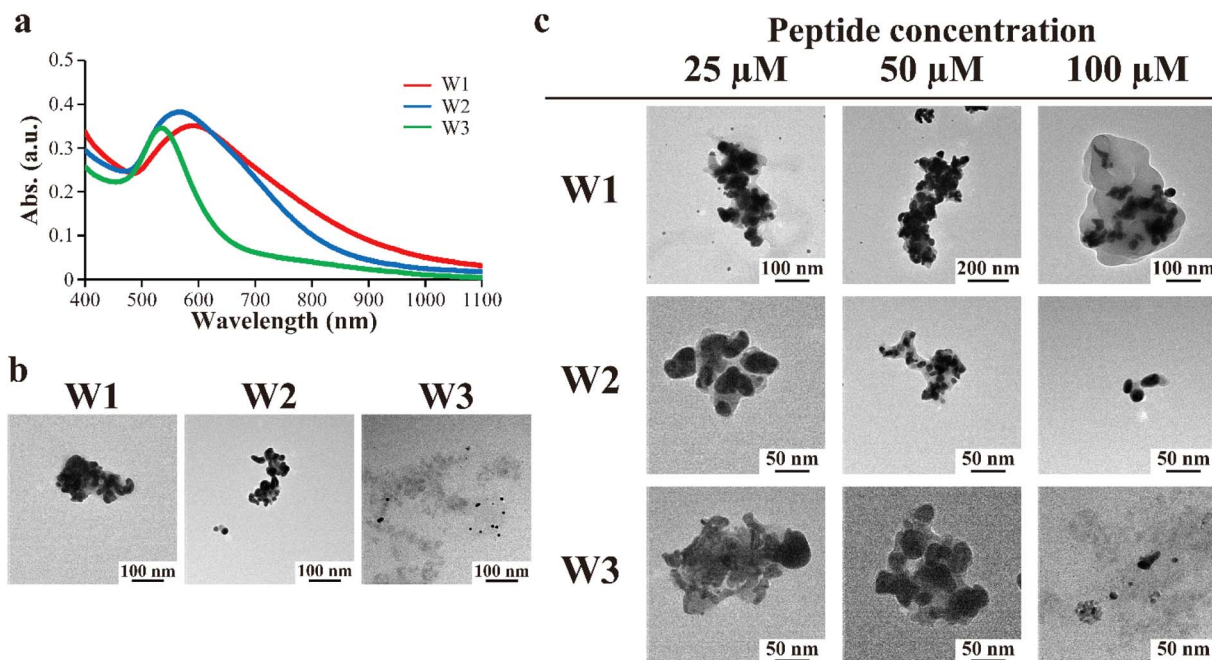 a
0.5
0.4
0.3
0.2
0.1
0
Abs. (a.u.)
400 500 600 700 800 900 1000 1100
Wavelength (nm)
W1
W2
W3
b
W1 W2 W3
100 nm 100 nm 100 nm
c
Peptide concentration
25 μM 50 μM 100 μM
W1
100 nm 200 nm 100 nm
W2
50 nm 50 nm 50 nm
W3
50 nm 50 nm 50 nm